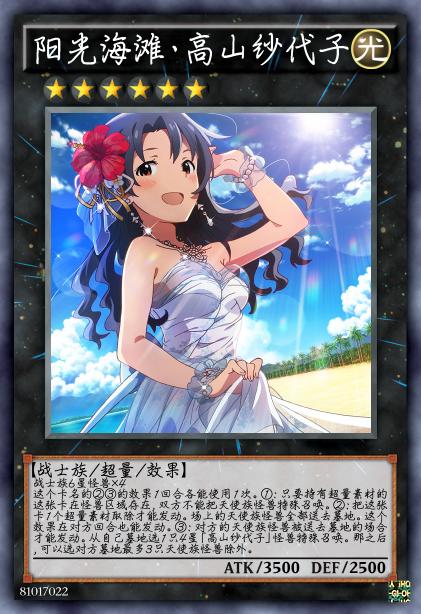 阳光海滩·高山纱代子
光
【战士族/超量/效果】
战士族6星怪兽×4
这个卡名的②③的效果1回合各能使用1次。①:只要持有超量素材的
这张卡在怪兽区域存在,双方不能把天使族怪兽特殊召唤。②:把这
张卡1个超量素材取除才能发动。场上的天使族怪兽全部送去墓地。这
个效果在对方回合也能发动。③:对方的天使族怪兽被送去墓地的场合
才能发动。从自己墓地选1只4星「高山纱代子」怪兽特殊召唤。那之后
,可以选对方墓地最多3只天使族怪兽除外。
ATK/3500 DEF/2500
81017022